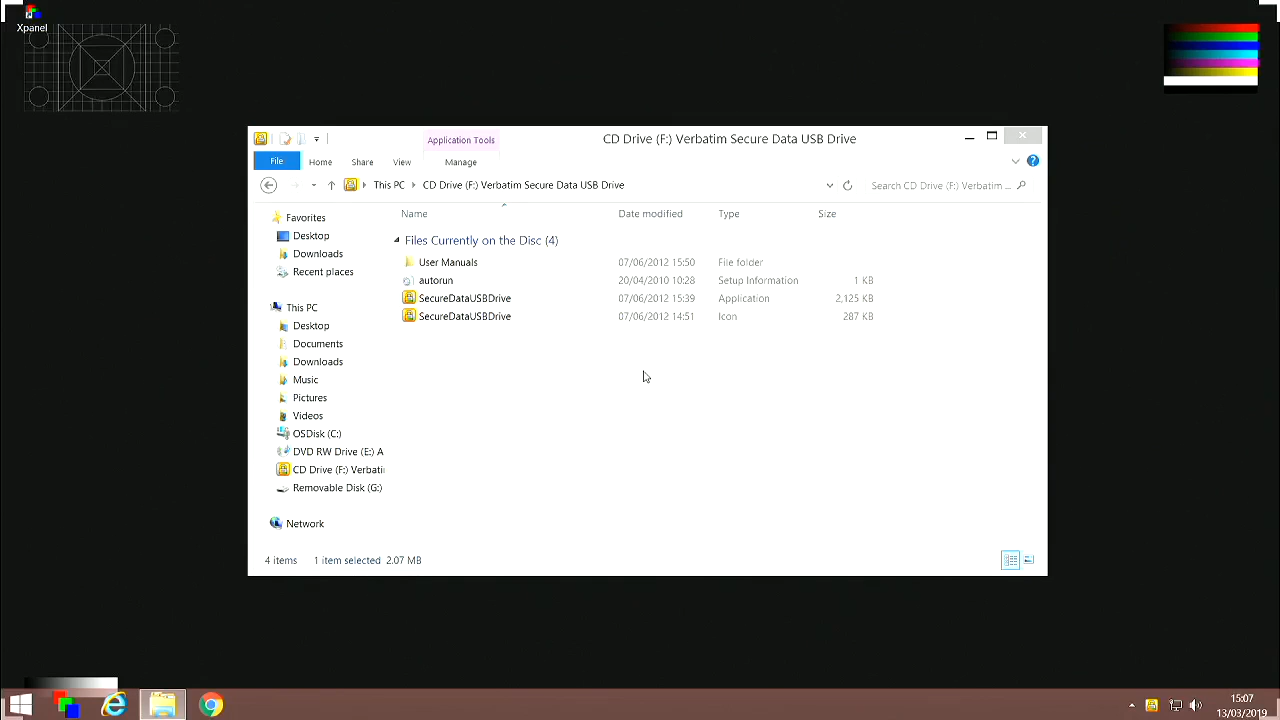 Xpanel
Application Tools
CD Drive (F:) Verbatim Secure Data USB Drive
File
Home
Share
View
Manage
This PC
CD Drive (F:) Verbatim Secure Data USB Drive
Search CD Drive (F:) Verbatim ...
Name
Date modified
Type
Size
Files Currently on the Disc (4)
User Manuals
07/06/2012 15:50
File folder
autorun
20/04/2010 10:28
Setup Information
1 KB
SecureDataUSBDrive
07/06/2012 15:39
Application
2,125 KB
SecureDataUSBDrive
07/06/2012 14:51
Icon
287 KB
Favorites
Desktop
Downloads
Recent places
This PC
Desktop
Documents
Downloads
Music
Pictures
Videos
OSDisk (C:)
DVD RW Drive (E:) A
CD Drive (F:) Verbati
Removable Disk (G:)
Network
4 items
1 item selected 2.07 MB
15:07
13/03/2019